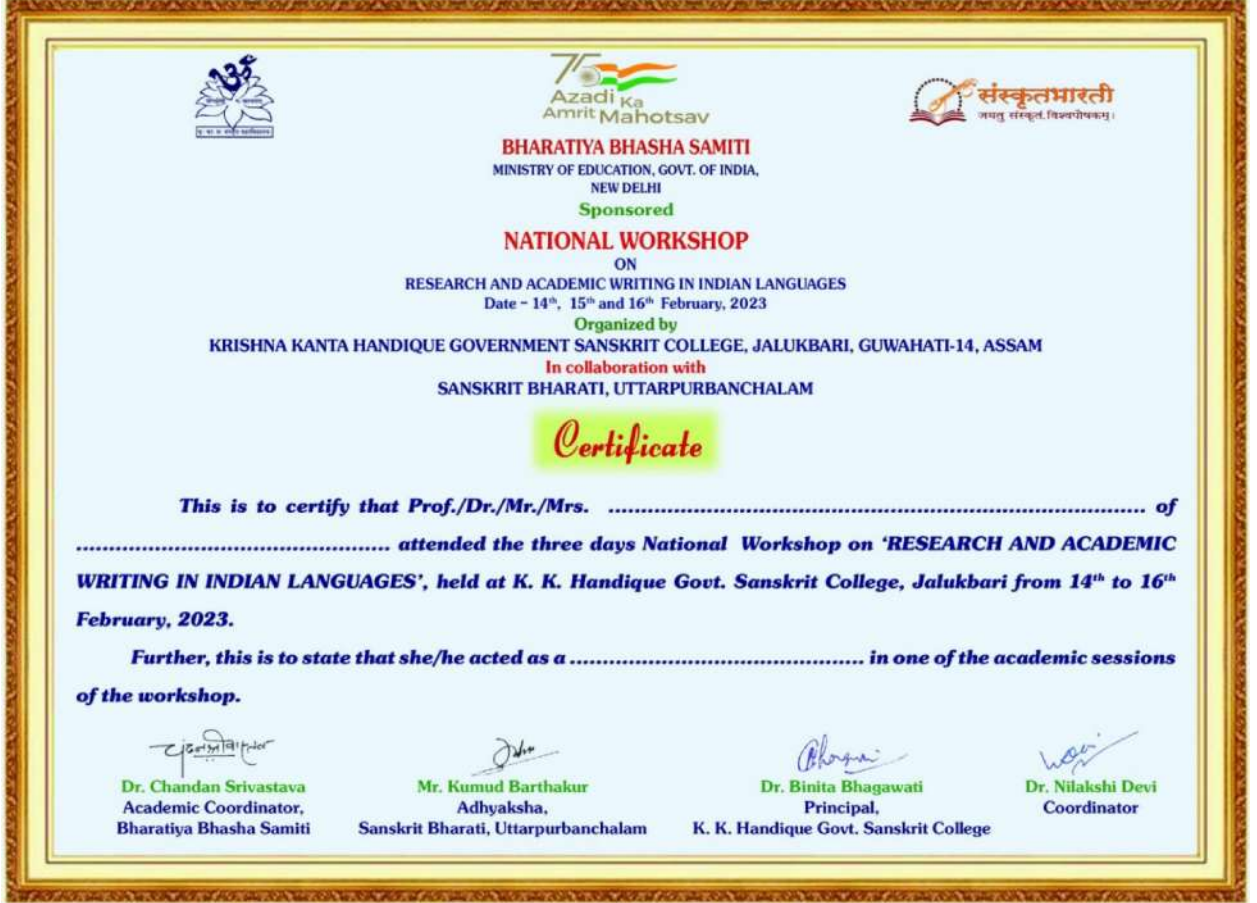 75
Azadi Ka
Amrit Mahotsav
संस्कृतभारती
जयतु संस्कृतं विश्वपोषकम्।
BHARATIYA BHASHA SAMITI
MINISTRY OF EDUCATION, GOVT. OF INDIA,
NEW DELHI
Sponsored
NATIONAL WORKSHOP
ON
RESEARCH AND ACADEMIC WRITING IN INDIAN LANGUAGES
Date – 14th, 15th and 16th February, 2023
Organized by
KRISHNA KANTA HANDIQUE GOVERNMENT SANSKRIT COLLEGE, JALUKBARI, GUWAHATI-14, ASSAM
In collaboration with
SANSKRIT BHARATI, UTTARPURBANCHALAM
Certificate
This is to certify that Prof./Dr./Mr./Mrs. .................................................................................. of
................................................ attended the three days National Workshop on ‘RESEARCH AND ACADEMIC
WRITING IN INDIAN LANGUAGES’, held at K. K. Handique Govt. Sanskrit College, Jalukbari from 14th to 16th
February, 2023.
Further, this is to state that she/he acted as a ............................................. in one of the academic sessions
of the workshop.
Dr. Chandan Srivastava
Academic Coordinator,
Bharatiya Bhasha Samiti
Mr. Kumud Barthakur
Adhyaksha,
Sanskrit Bharati, Uttarpurbanchalam
Dr. Binita Bhagawati
Principal,
K. K. Handique Govt. Sanskrit College
Dr. Nilakshi Devi
Coordinator